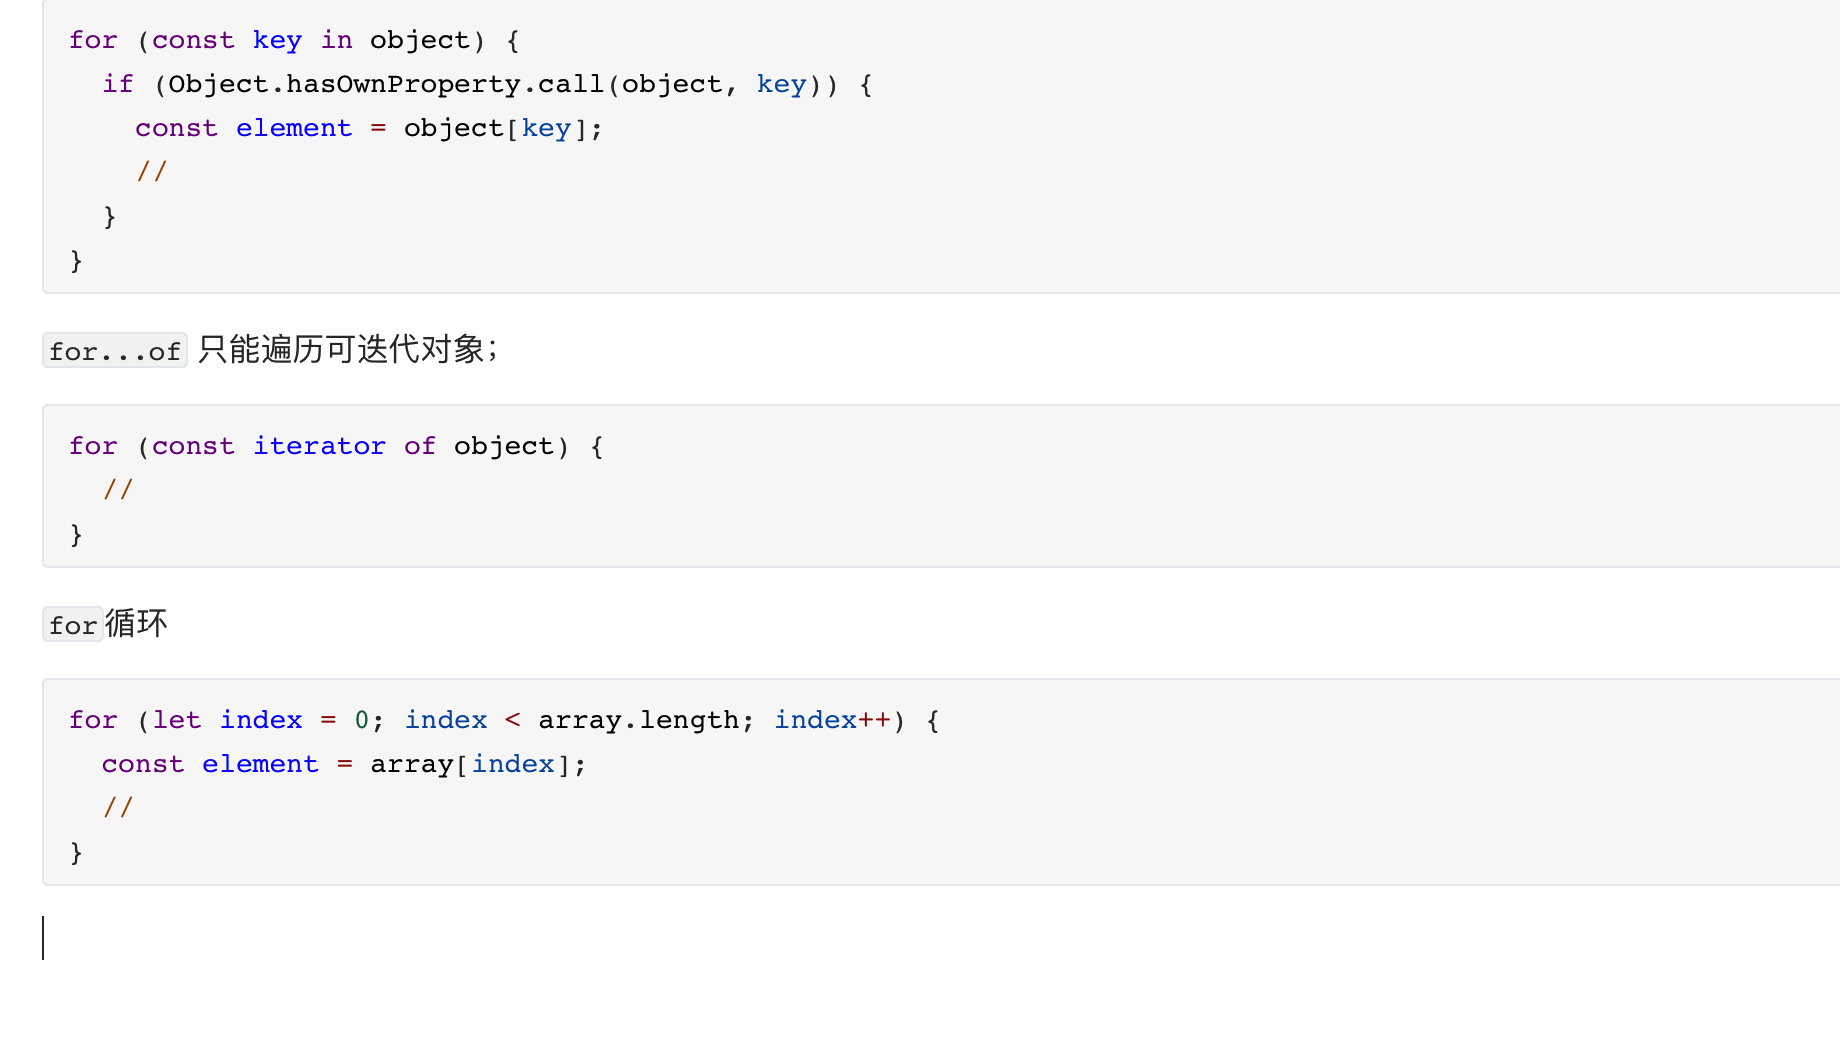 for (const key in object) {
  if (Object.hasOwnProperty.call(object, key)) {
    const element = object[key];
    //
  }
}
for...of 只能遍历可迭代对象；
for (const iterator of object) {
  //
}
for循环
for (let index = 0; index < array.length; index++) {
  const element = array[index];
  //
}